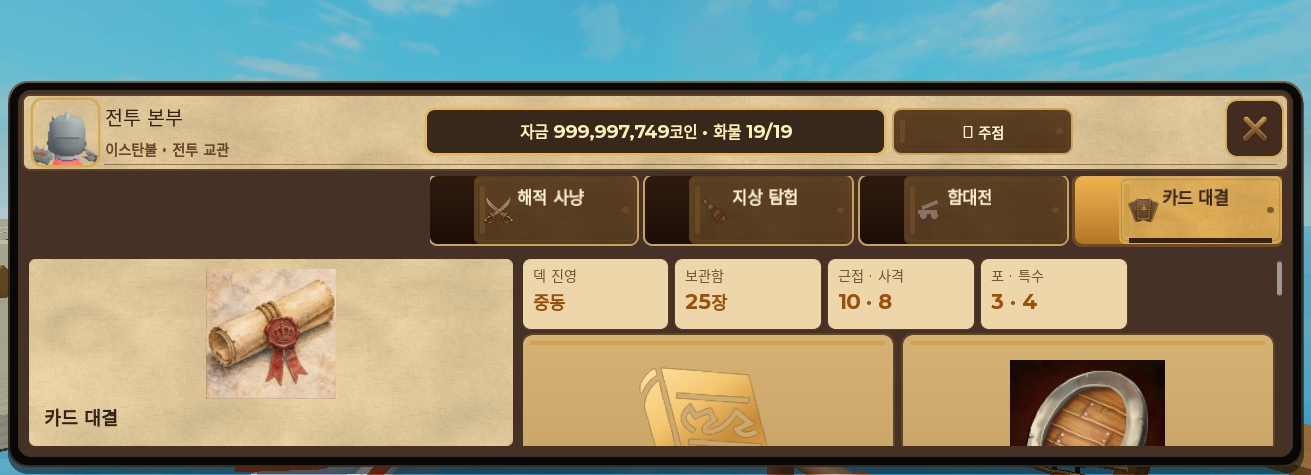 전투 본부
이스탄불 • 전투 교관
자금 999,997,749코인 • 화물 19/19
주점
해적 사냥
지상 탐험
함대전
카드 대결
카드 대결
덱 진영
중동
보관함
25장
근접 · 사격
10 · 8
포 · 특수
3 · 4